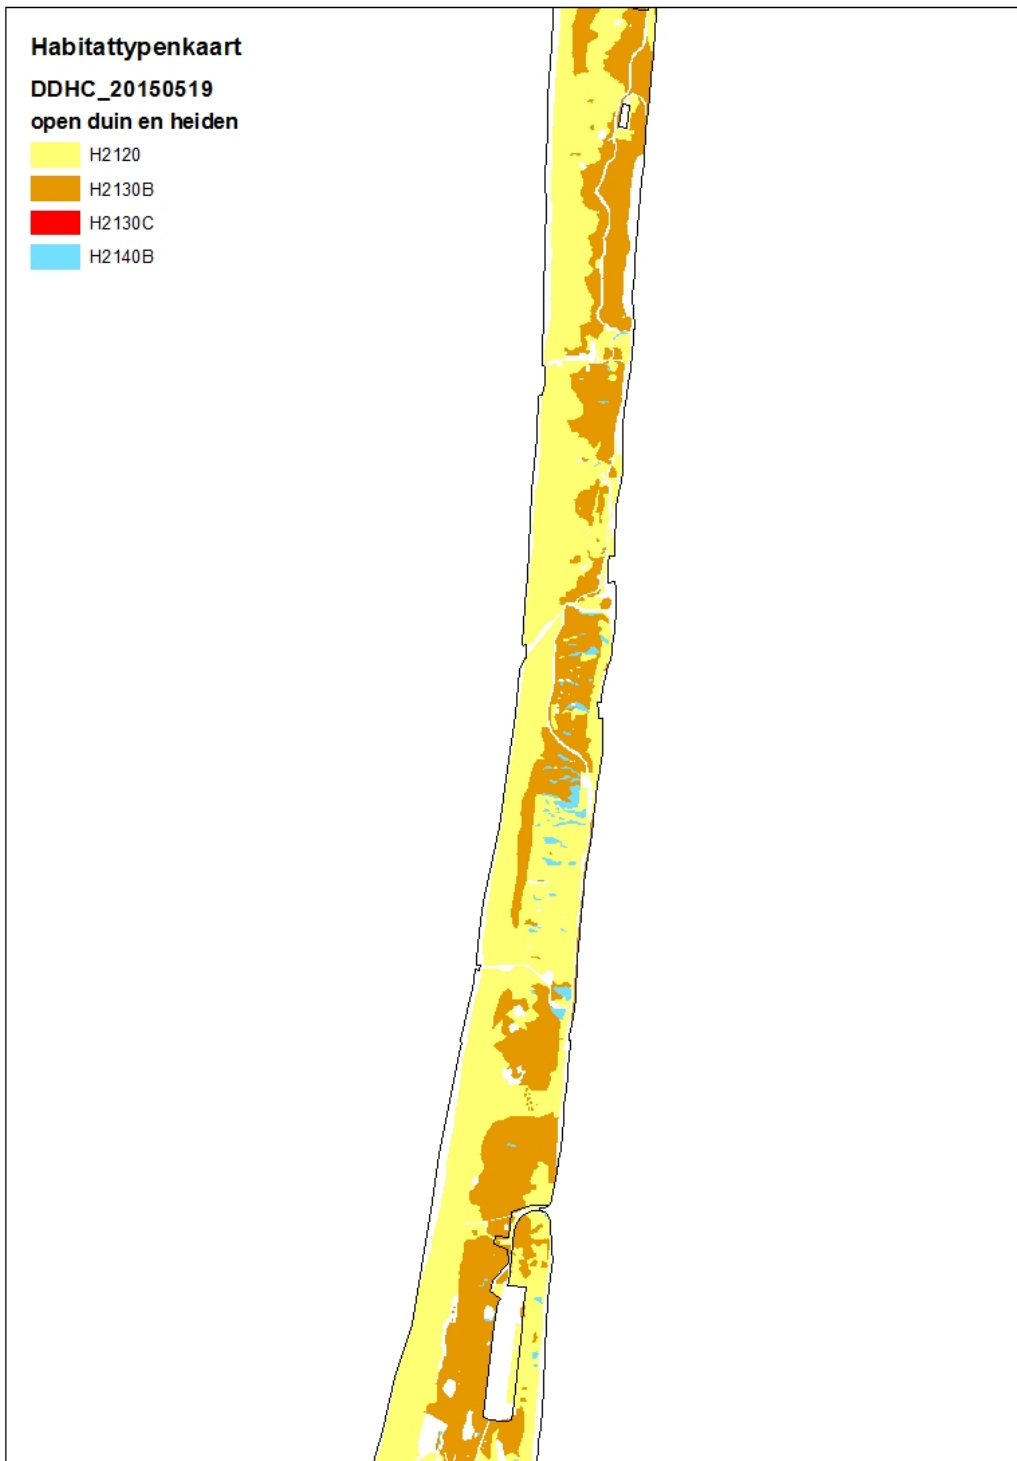 Habitattypenkaart
DDHC_20150519
open duin en heiden
H2120
H2130B
H2130C
H2140B